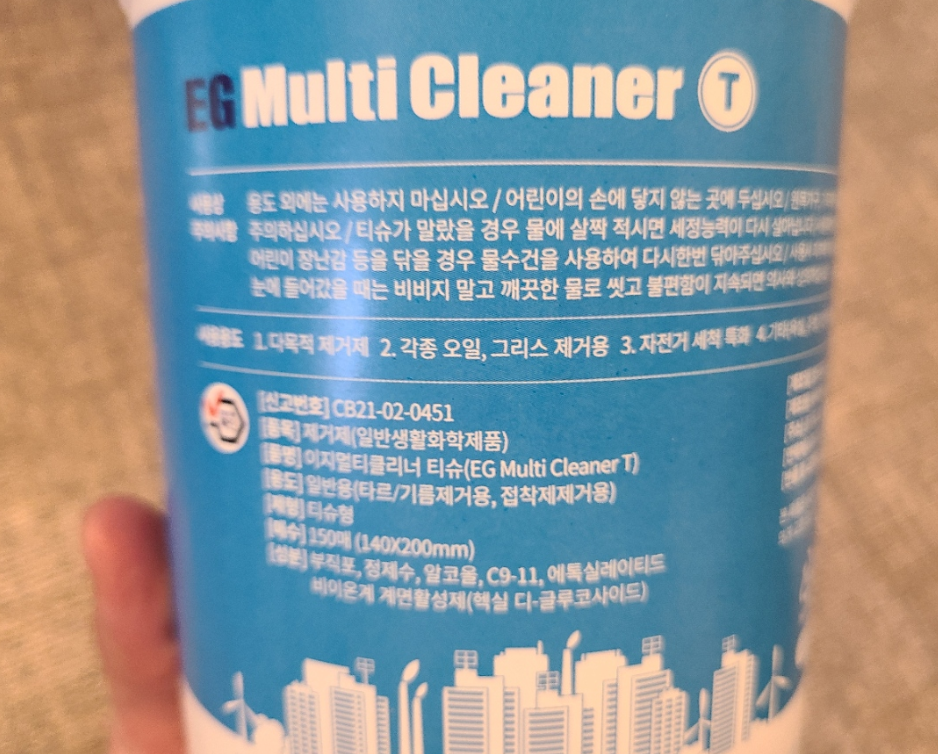 EG Multi Cleaner T
사용상 용도 외에는 사용하지 마십시오 / 어린이의 손에 닿지 않는 곳에 두십시오 /
주의사항 주의하십시오 / 티슈가 말랐을 경우 물에 살짝 적시면 세정능력이 다시
어린이 장난감 등을 닦을 경우 물수건을 사용하여 다시한번 닦아주십시오 /
눈에 들어갔을 때는 비비지 말고 깨끗한 물로 씻고 불편함이 지속되면 의사와
사용용도 1.다목적 제거제 2. 각종 오일, 그리스 제거용 3. 자전거 세척 특화
[신고번호] CB21-02-0451
[품목] 제거제(일반생활화학제품)
[품명] 이지멀티클리너 티슈(EG Multi Cleaner T)
[용도] 일반용(타르/기름제거용, 접착제제거용)
[제형] 티슈형
[매수] 150매 (140X200mm)
[성분] 부직포, 정제수, 알코올, C9-11, 에톡실레이티드
비이온계 계면활성제(헥실 디-글루코사이드)